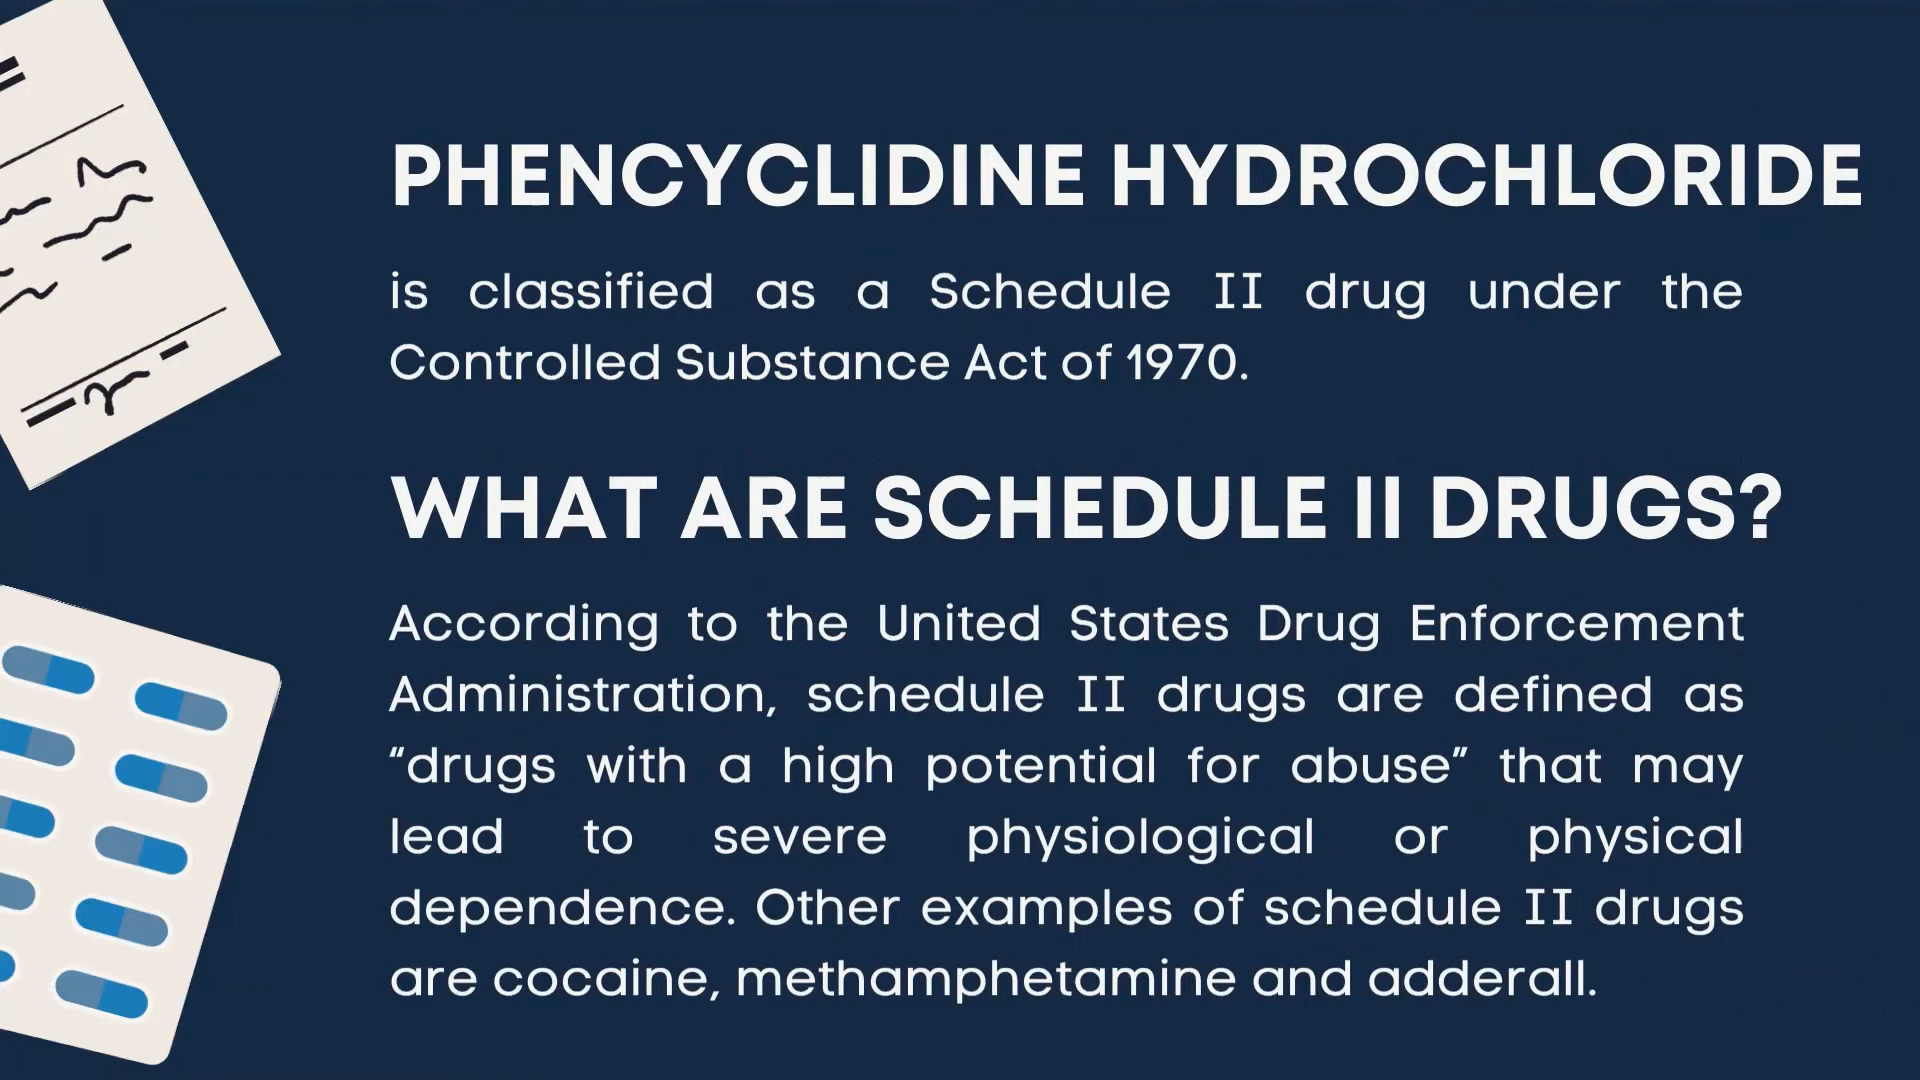 PHENCYCLIDINE HYDROCHLORIDE
is classified as a Schedule II drug under the
Controlled Substance Act of 1970.
WHAT ARE SCHEDULE II DRUGS?
According to the United States Drug Enforcement
Administration, schedule II drugs are defined as
“drugs with a high potential for abuse” that may
lead to severe physiological or physical
dependence. Other examples of schedule II drugs
are cocaine, methamphetamine and adderall.